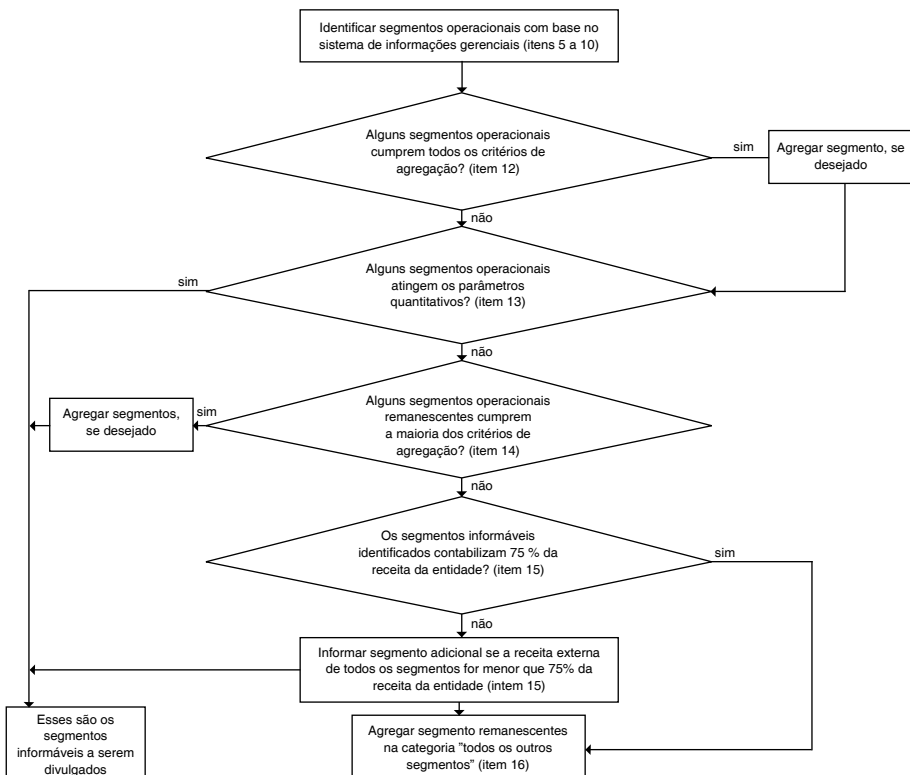 Identificar segmentos operacionais com base no
sistema de informações gerenciais (itens 5 a 10)
Alguns segmentos operacionais
cumprem todos os critérios de
agregação? (item 12)
sim
Agregar segmento, se
desejado
não
Alguns segmentos operacionais
atingem os parâmetros
quantitativos? (item 13)
sim
não
Alguns segmentos operacionais
remanescentes cumprem
a maioria dos critérios de
agregação? (item 14)
sim
Agregar segmentos,
se desejado
não
Os segmentos informáveis
identificados contabilizam 75 % da
receita da entidade? (item 15)
sim
não
Informar segmento adicional se a receita externa
de todos os segmentos for menor que 75% da
receita da entidade (intem 15)
Esses são os
segmentos
informáveis a serem
divulgados
Agregar segmento remanescentes
na categoria "todos os outros
segmentos" (item 16)